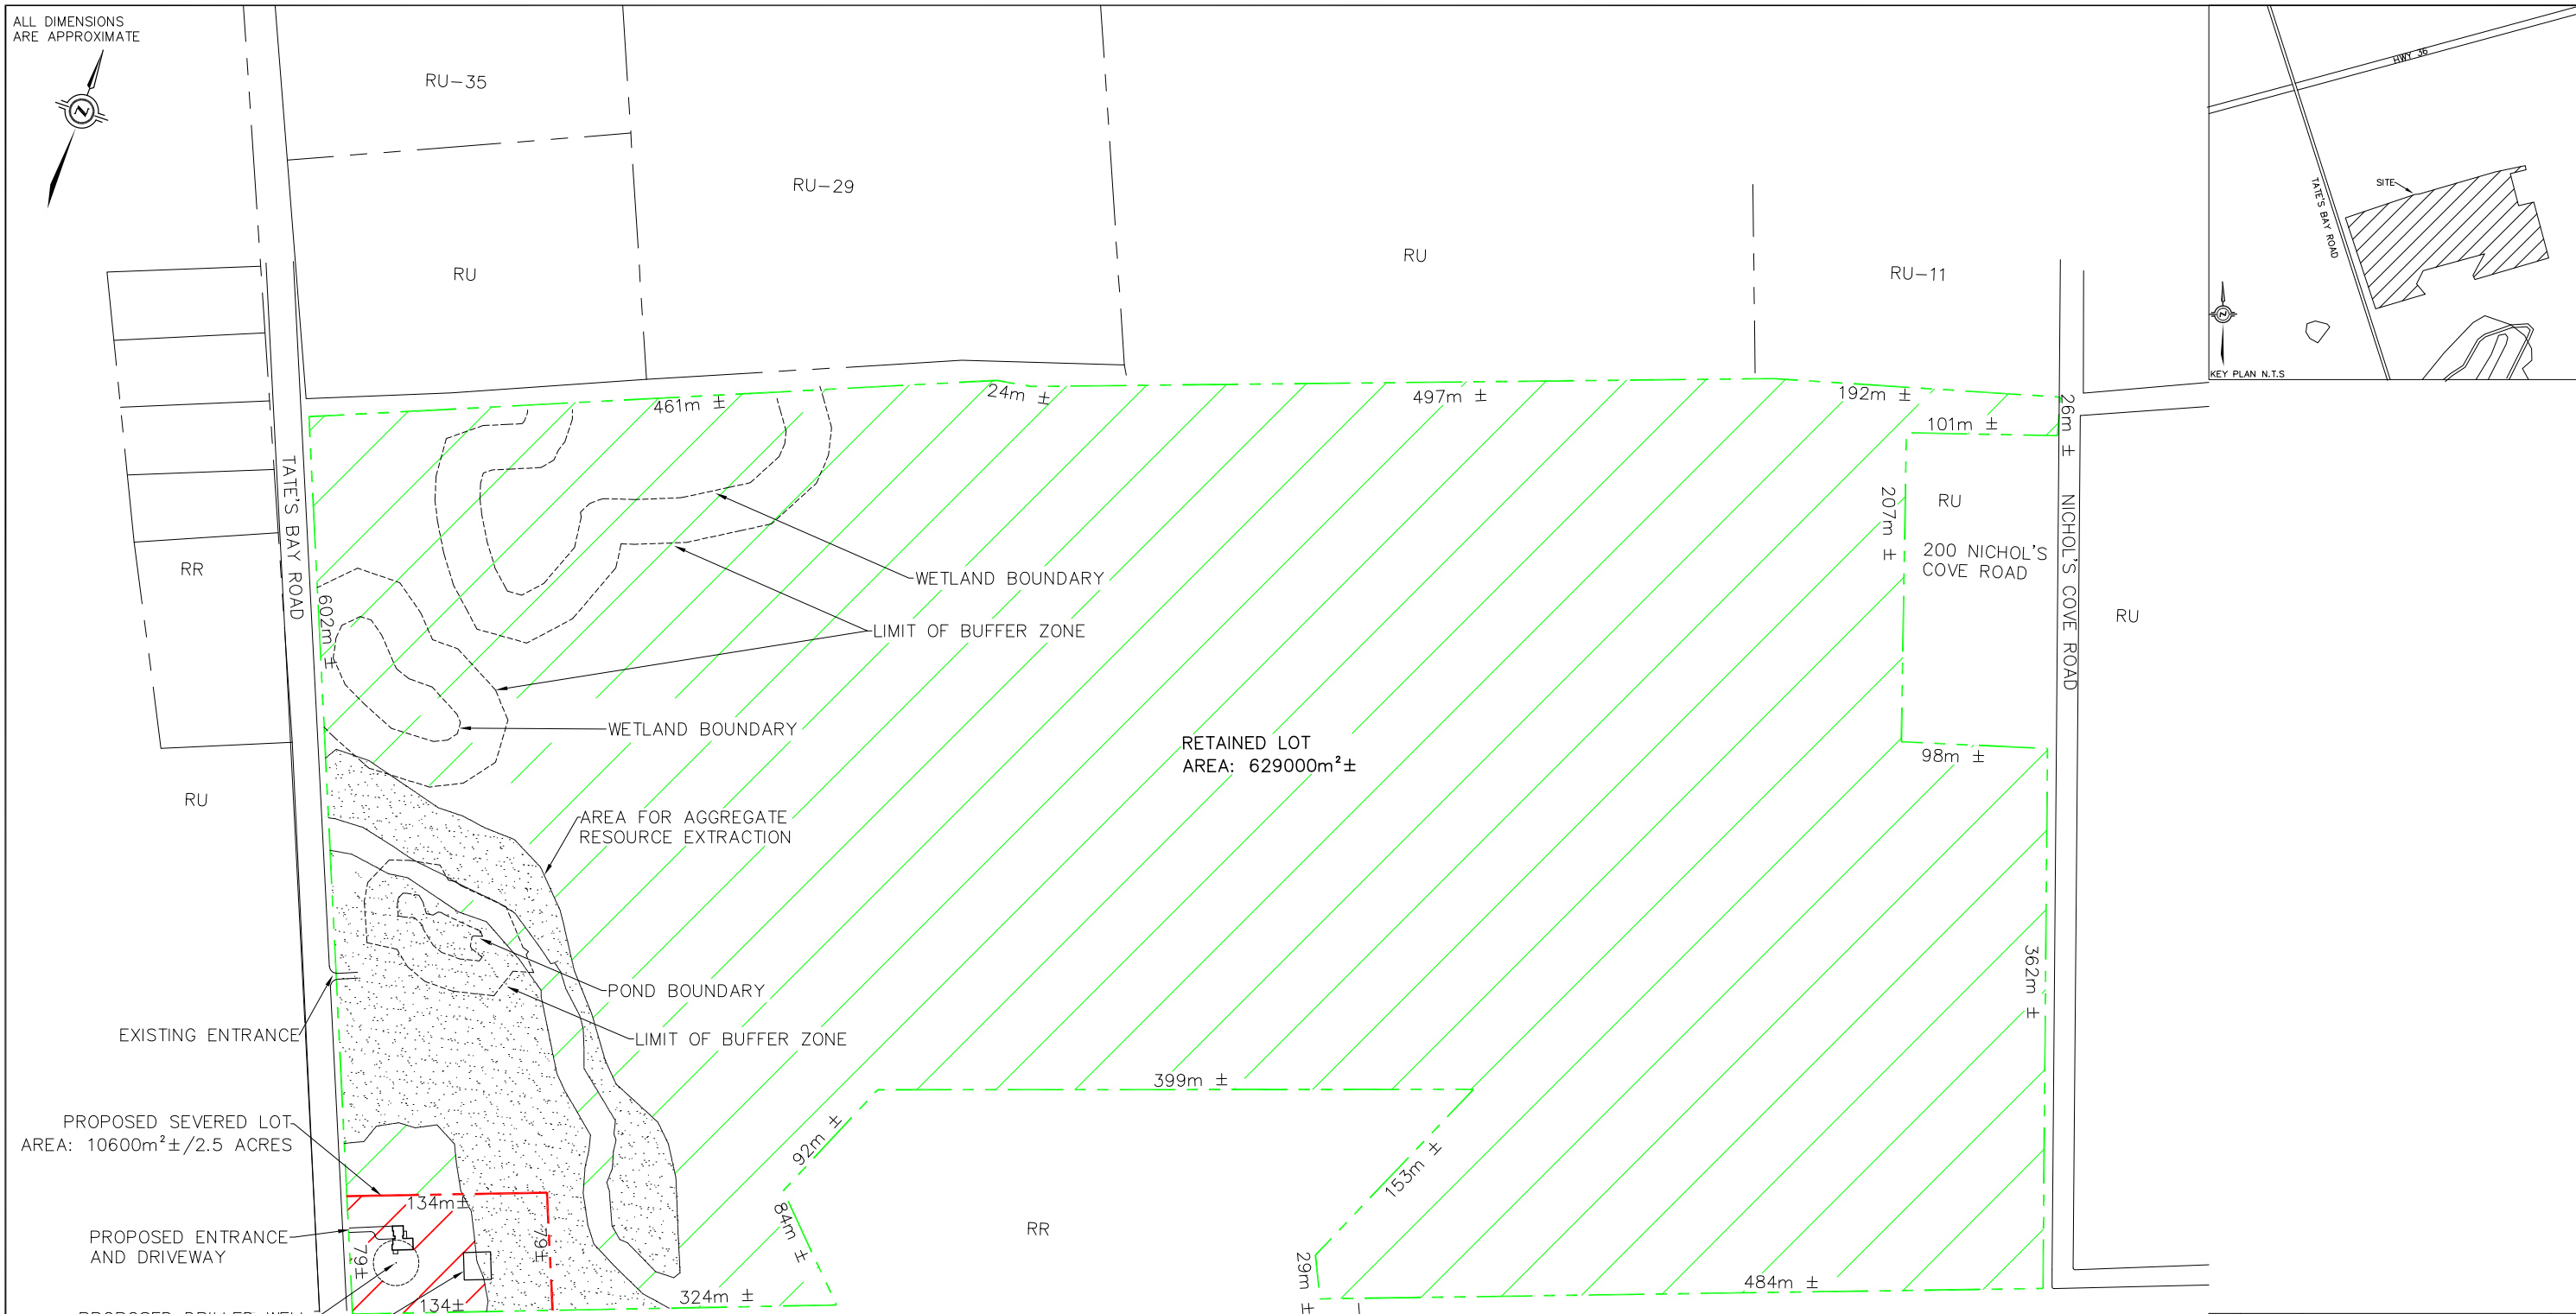 ALL DIMENSIONS
ARE APPROXIMATE
N
RU-35
RU-29
RU
RU
RU-11
HWY 36
SITE
TATE'S BAY ROAD
N
KEY PLAN N.T.S
461m ±
24m ±
497m ±
192m ±
26m ±
101m ±
207m ±
RU
200 NICHOL'S
COVE ROAD
NICHOL'S COVE ROAD
RU
98m ±
362m ±
TATE'S BAY ROAD
602m ±
RR
RU
WETLAND BOUNDARY
LIMIT OF BUFFER ZONE
WETLAND BOUNDARY
RETAINED LOT
AREA: 629000m²±
AREA FOR AGGREGATE
RESOURCE EXTRACTION
POND BOUNDARY
LIMIT OF BUFFER ZONE
EXISTING ENTRANCE
399m ±
92m ±
153m ±
84m ±
RR
29m ±
484m ±
324m ±
PROPOSED SEVERED LOT
AREA: 10600m²±/2.5 ACRES
134m±
79±
79±
134±
PROPOSED ENTRANCE
AND DRIVEWAY
PROPOSED DRILLED WELL